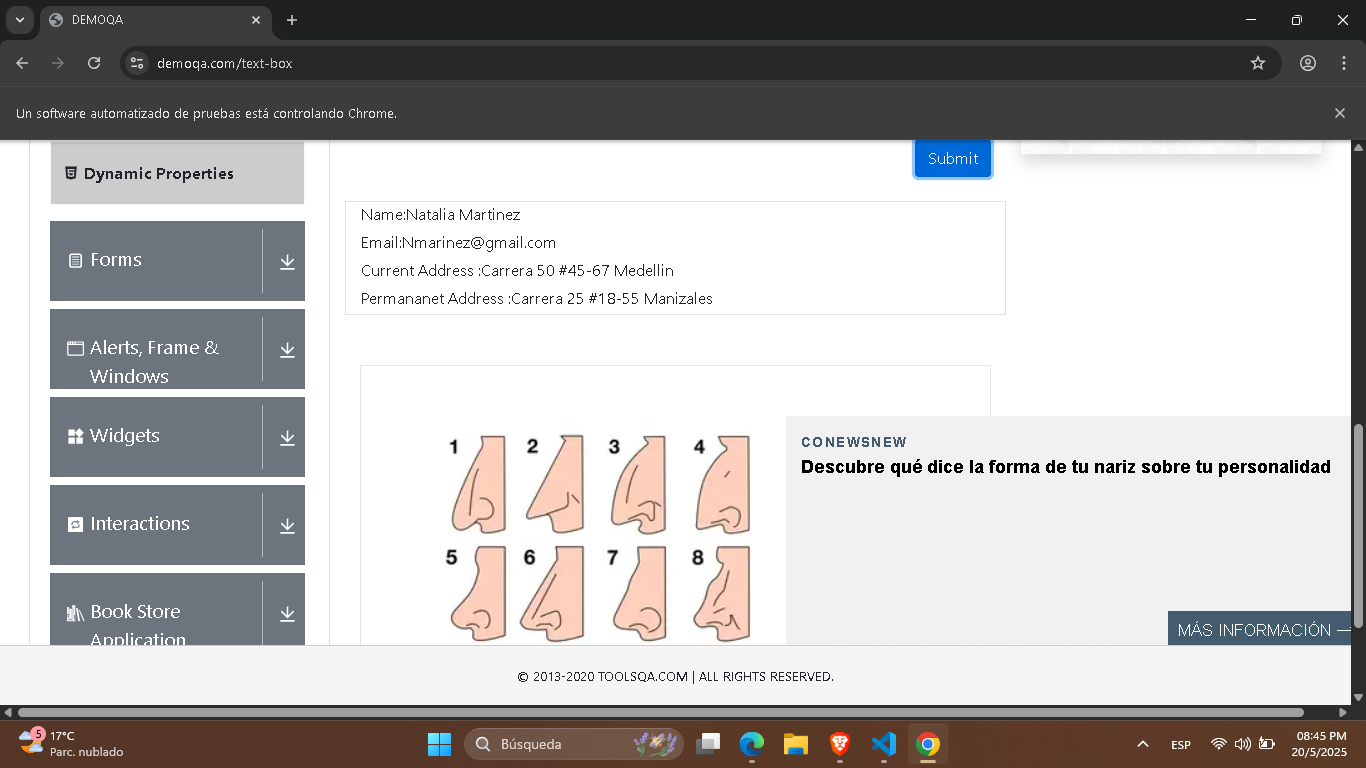 DEMOQA
demoqa.com/text-box
Un software automatizado de pruebas está controlando Chrome.
Dynamic Properties
Forms
Alerts, Frame &
Windows
Widgets
Interactions
Book Store
Application
Submit
Name:Natalia Martinez
Email:Nmarinez@gmail.com
Current Address :Carrera 50 #45-67 Medellin
Permananet Address :Carrera 25 #18-55 Manizales
1 2 3 4
5 6 7 8
CONEWSNEW
Descubre qué dice la forma de tu nariz sobre tu personalidad
MÁS INFORMACIÓN
© 2013-2020 TOOLSQA.COM | ALL RIGHTS RESERVED.
5
17°C
Parc. nublado
Búsqueda
ESP
08:45 PM
20/5/2025